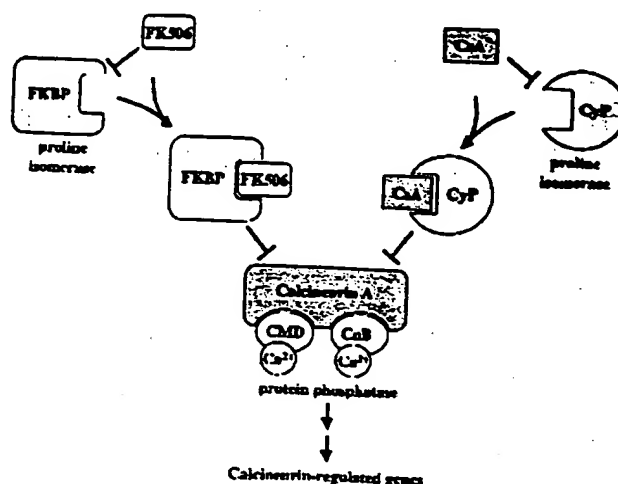 FK506
FKBP
proline
isomerase
CsA
CyP
proline
isomerase
FKBP
FK506
CsA
CyP
Calcineurin A
CMD
CnB
Ca2+
Ca2+
protein phosphatase
Calcineurin-regulated genes